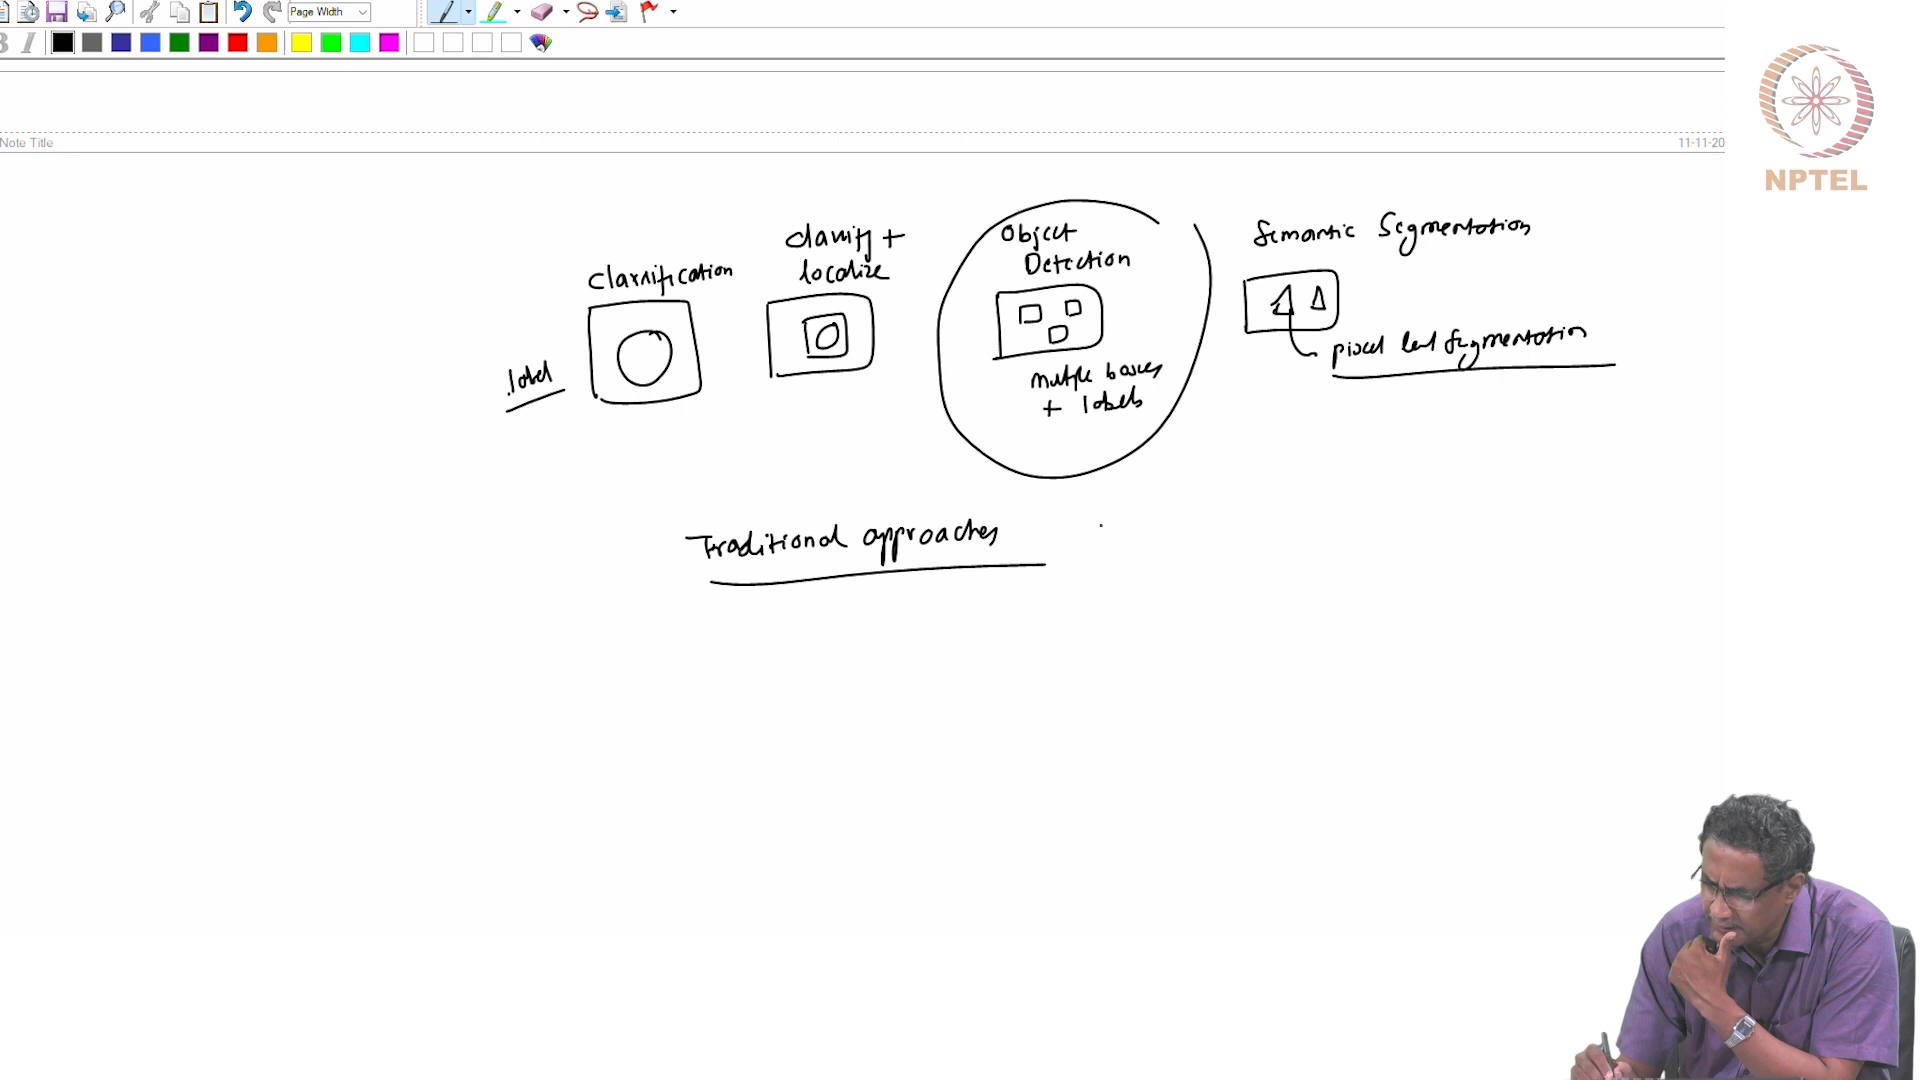 Page Width
B I
NPTEL
Note Title
11-11-20
Classification
classify +
localize
Object
Detection
Semantic Segmentation
label
multiple boxes
+ labels
pixel level segmentation
Traditional approaches